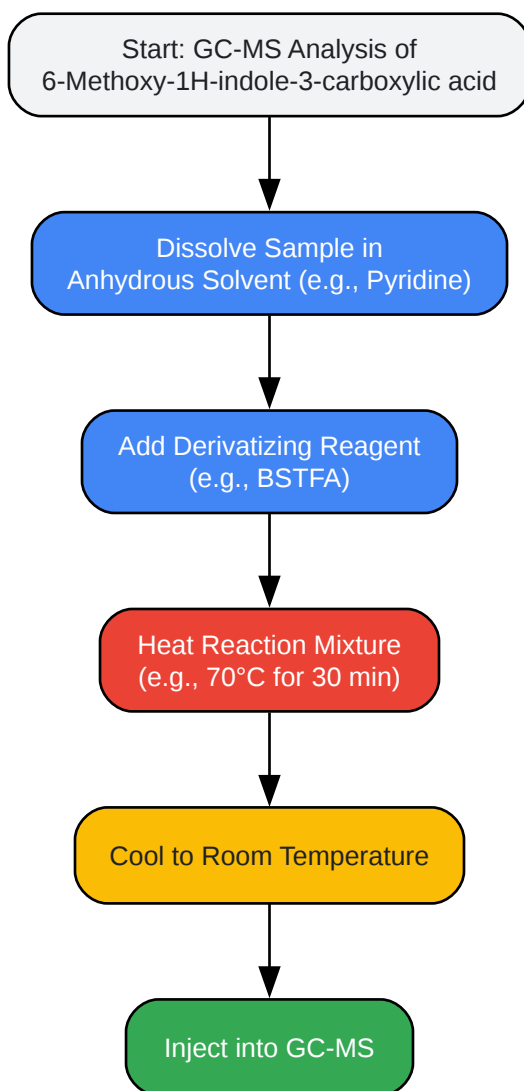 Start: GC-MS Analysis of
6-Methoxy-1H-indole-3-carboxylic acid
Dissolve Sample in
Anhydrous Solvent (e.g., Pyridine)
Add Derivatizing Reagent
(e.g., BSTFA)
Heat Reaction Mixture
(e.g., 70°C for 30 min)
Cool to Room Temperature
Inject into GC-MS